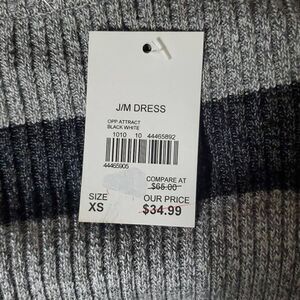 J/M DRESS
OPP ATTRACT
BLACK WHITE
1010 10 44465892
44465905
COMPARE AT
$65.00
SIZE OUR PRICE
XS $34.99